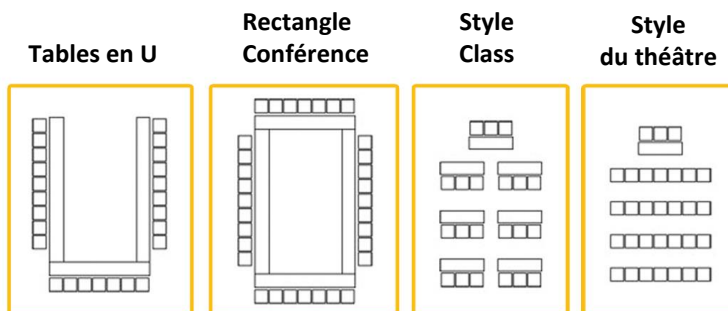 Tables en U
Rectangle
Conférence
Style
Class
Style
du théâtre